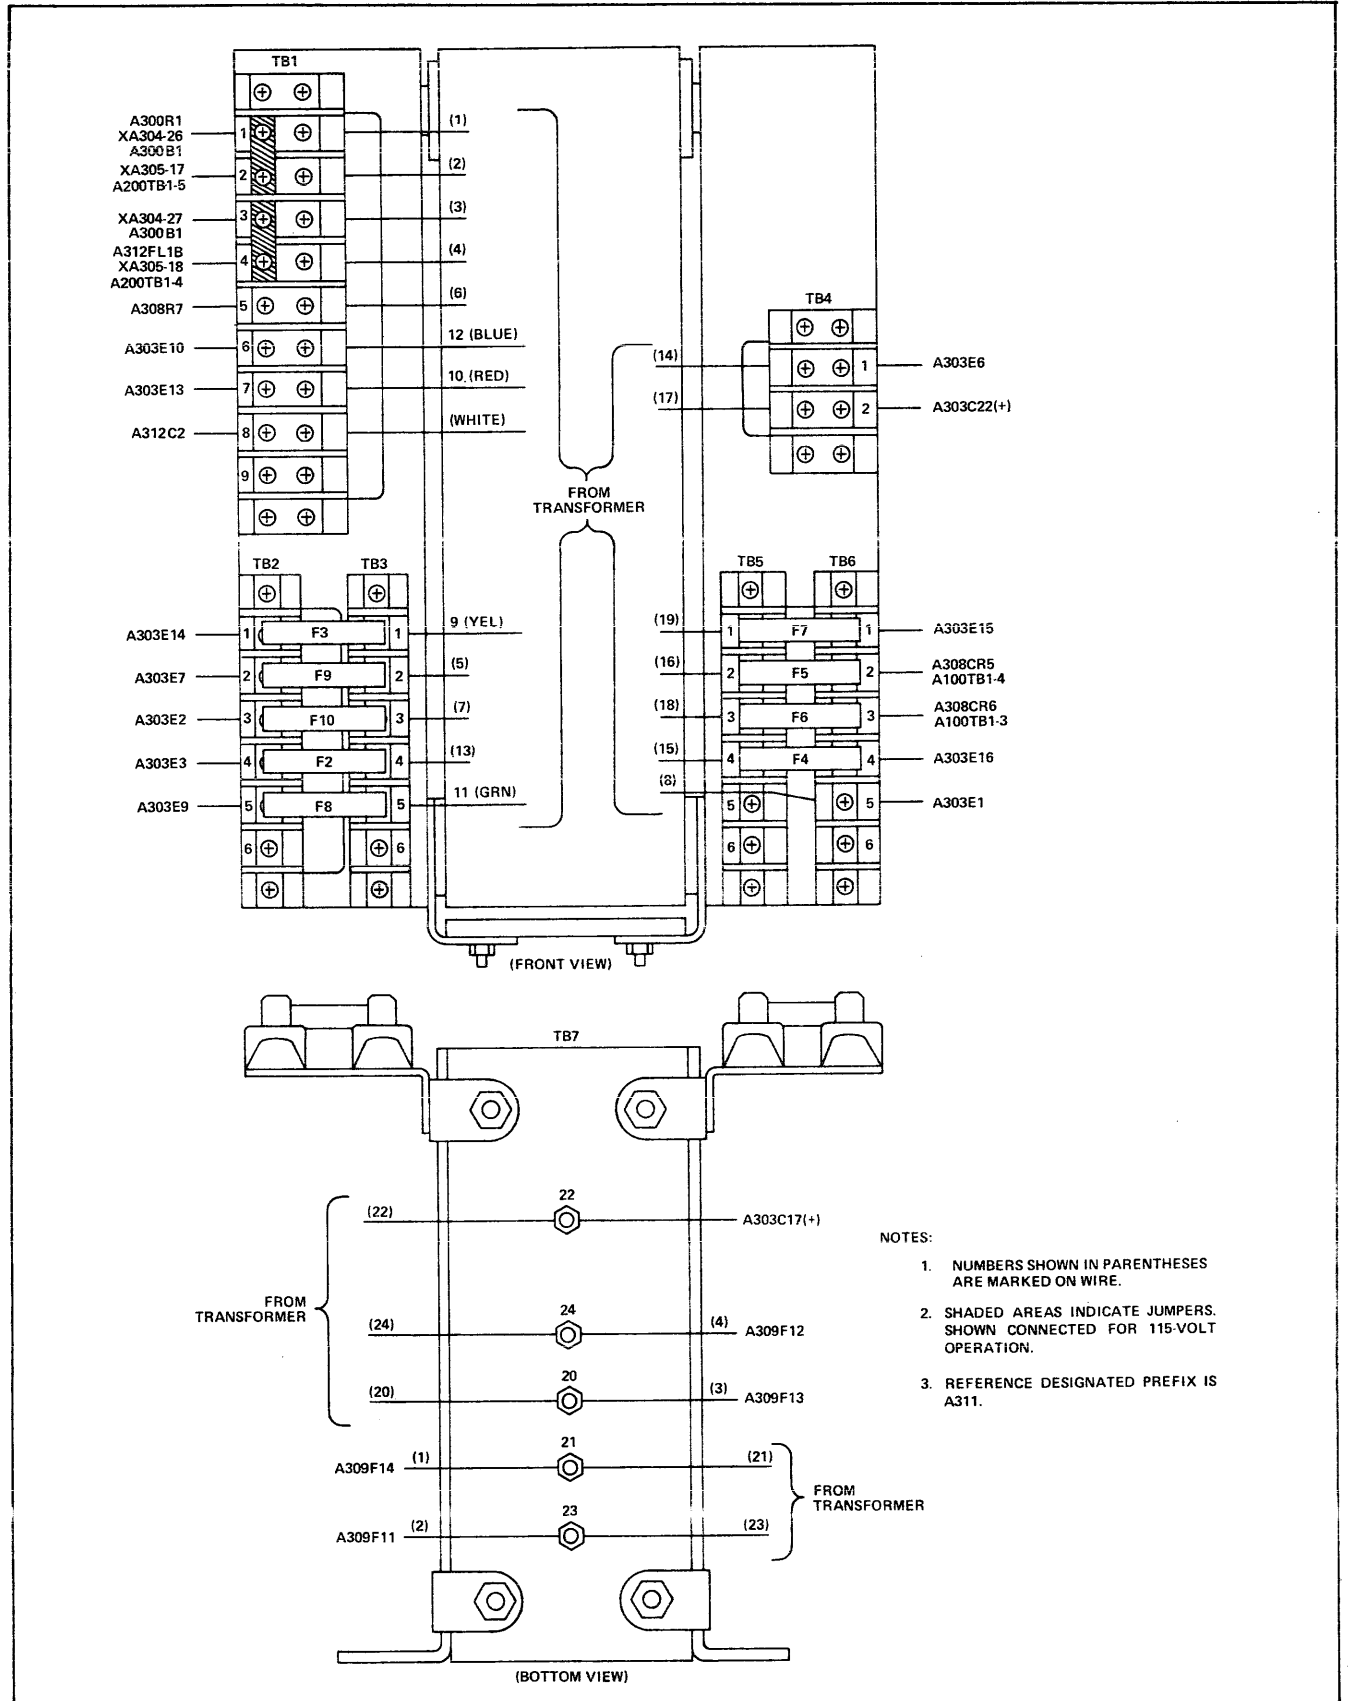 TB1
A300R1
XA304-26
A300B1
1
(1)
XA305-17
A200TB1-5
2
(2)
XA304-27
A300B1
3
(3)
A312FL1B
XA305-18
A200TB1-4
4
(4)
A308R7
5
(6)
A303E10
6
12 (BLUE)
A303E13
7
10 (RED)
A312C2
8
(WHITE)
9
TB4
(14)
1
A303E6
(17)
2
A303C22(+)
FROM
TRANSFORMER
TB2
TB3
A303E14
1
F3
1
9 (YEL)
A303E7
2
F9
2
(5)
A303E2
3
F10
3
(7)
A303E3
4
F2
4
(13)
A303E9
5
F8
5
11 (GRN)
6
6
TB5
TB6
(19)
1
F7
1
A303E15
(16)
2
F5
2
A308CR5
A100TB1-4
(18)
3
F6
3
A308CR6
A100TB1-3
(15)
4
F4
4
A303E16
(8)
5
5
A303E1
6
6
(FRONT VIEW)
TB7
22
(22)
A303C17(+)
FROM
TRANSFORMER
24
(24)
(4)
A309F12
20
(20)
(3)
A309F13
21
A309F14
(1)
(21)
23
A309F11
(2)
(23)
FROM
TRANSFORMER
(BOTTOM VIEW)
NOTES:
1. NUMBERS SHOWN IN PARENTHESES
ARE MARKED ON WIRE.
2. SHADED AREAS INDICATE JUMPERS.
SHOWN CONNECTED FOR 115-VOLT
OPERATION.
3. REFERENCE DESIGNATED PREFIX IS
A311.